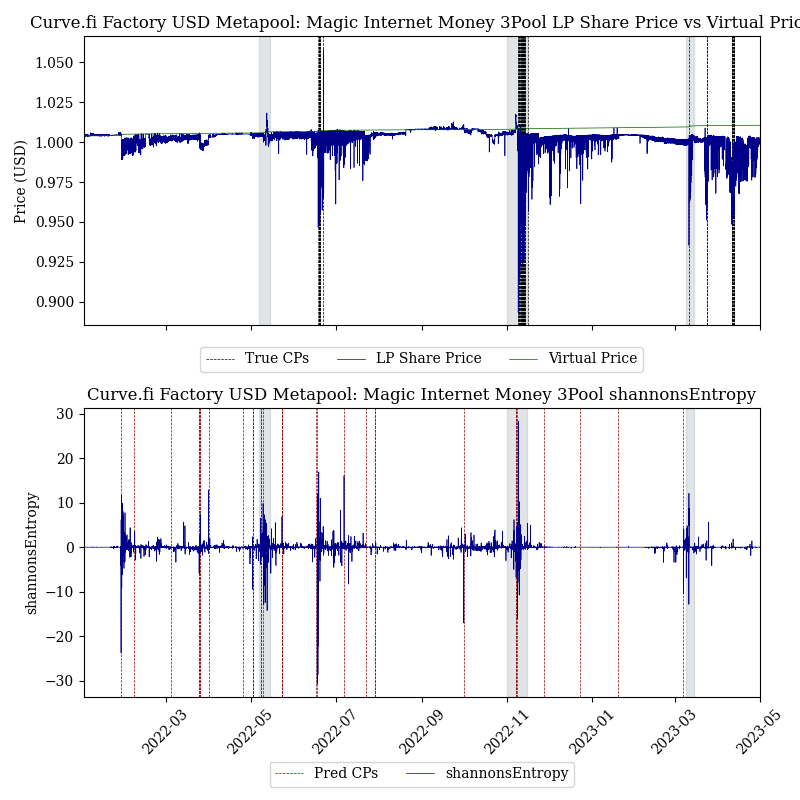 Curve.fi Factory USD Metapool: Magic Internet Money 3Pool LP Share Price vs Virtual Pric
1.050
1.025
1.000
0.975
0.950
0.925
0.900
Price (USD)
True CPs LP Share Price Virtual Price
Curve.fi Factory USD Metapool: Magic Internet Money 3Pool shannonsEntropy
30
20
10
0
−10
−20
−30
shannonsEntropy
2022-03 2022-05 2022-07 2022-09 2022-11 2023-01 2023-03 2023-05
Pred CPs shannonsEntropy